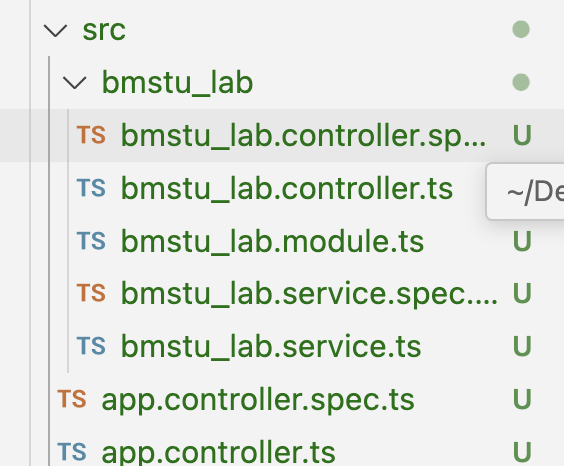 src
bmstu_lab
TS bmstu_lab.controller.sp... U
TS bmstu_lab.controller.ts
~/De
TS bmstu_lab.module.ts U
TS bmstu_lab.service.spec.... U
TS bmstu_lab.service.ts U
TS app.controller.spec.ts U
TS app.controller.ts U